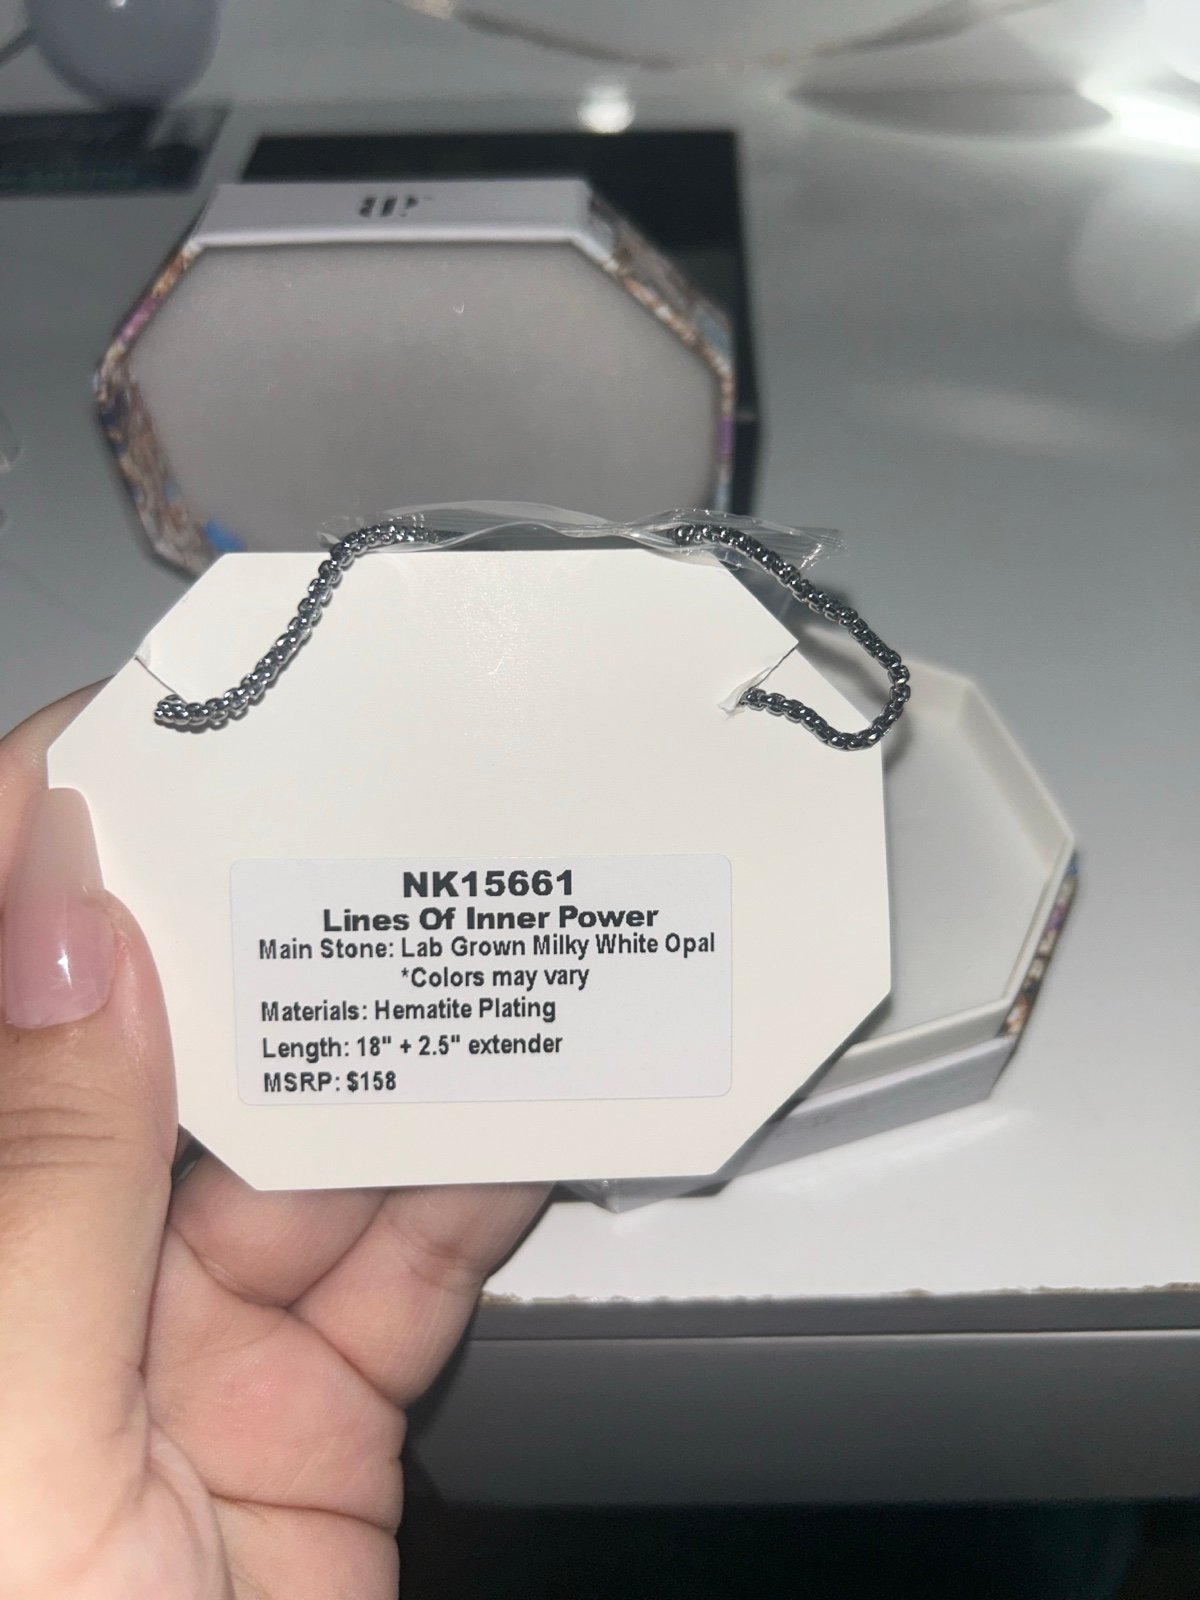 NK15661
Lines Of Inner Power
Main Stone: Lab Grown Milky White Opal
*Colors may vary
Materials: Hematite Plating
Length: 18" + 2.5" extender
MSRP: $158